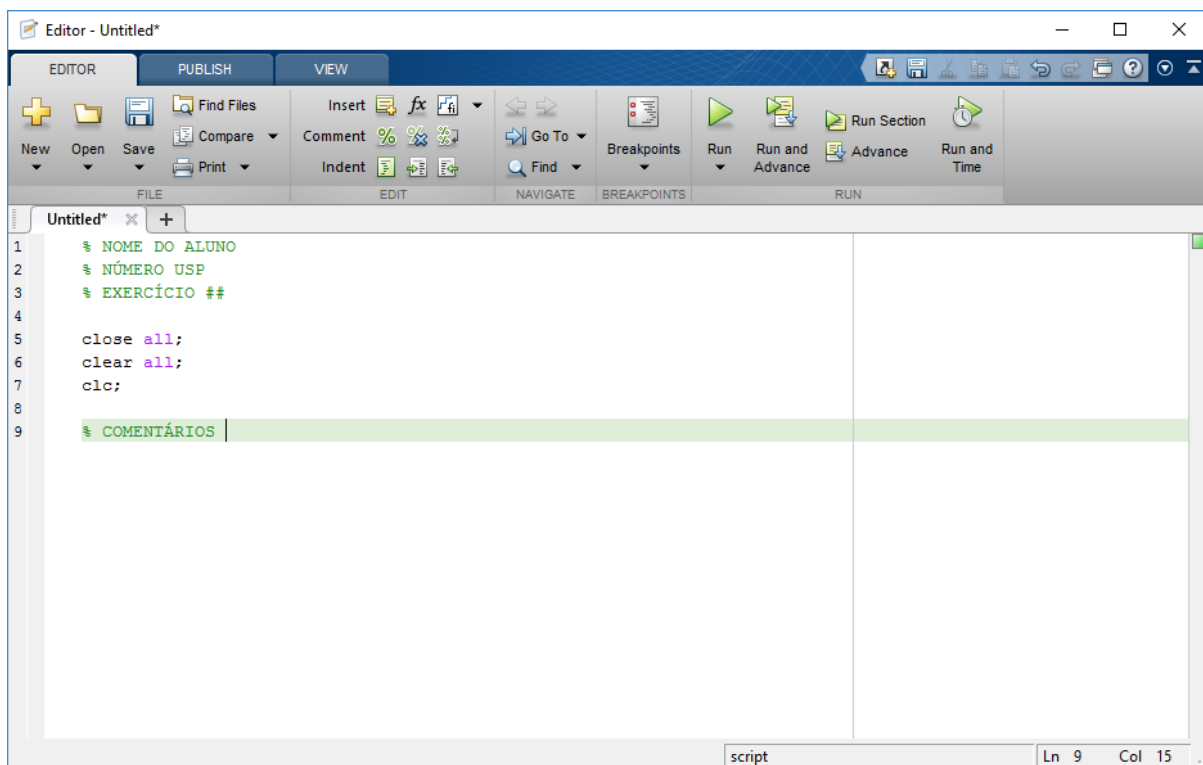 Editor - Untitled*
EDITOR PUBLISH VIEW
New
Open
Save
Find Files
Compare
Print
FILE
Insert fx fi
Comment
Indent
EDIT
Go To
Find
NAVIGATE
Breakpoints
BREAKPOINTS
Run
Run and
Advance
Run Section
Advance
Run and
Time
RUN
Untitled*
1 % NOME DO ALUNO
2 % NÚMERO USP
3 % EXERCÍCIO ##
4
5 close all;
6 clear all;
7 clc;
8
9 % COMENTÁRIOS
script Ln 9 Col 15